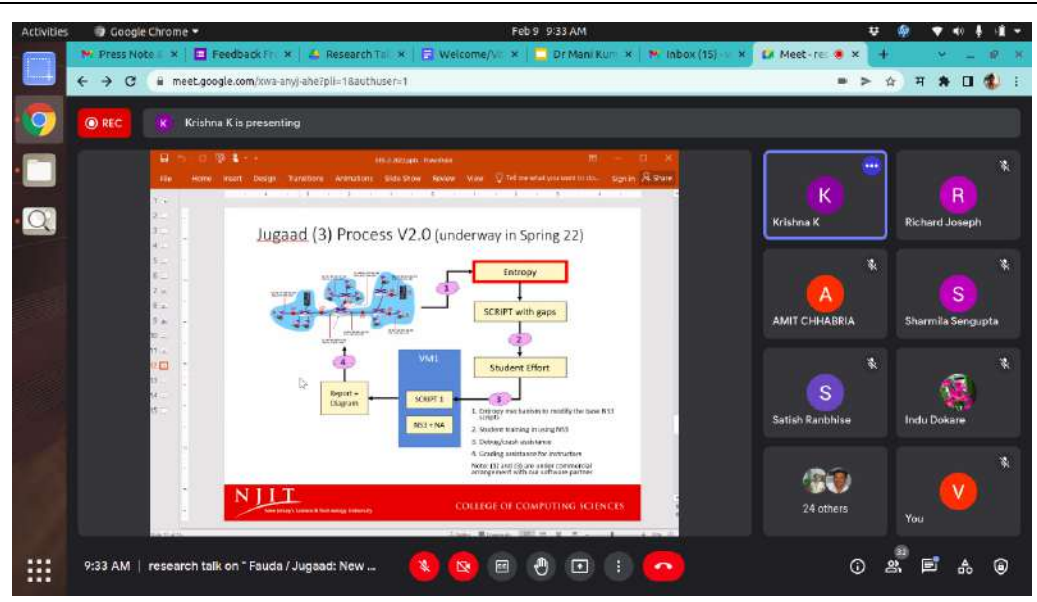 Activities Google Chrome Feb 9 9:33 AM
Press Note Feedback Research Welcome/ Dr Mani Kum Inbox (15) Meet - re
meet.google.com/xwa-anyj-ahe?pli=1&authuser=1
REC K Krishna K is presenting
PowerPoint
File Home Insert Design Transitions Animations Slide Show Review View Tell me what you want to do... Sign in Share
Jugaad (3) Process V2.0 (underway in Spring 22)
1
Entropy
SCRIPT with gaps
2
Student Effort
3
VM1
SCRIPT 1
NS3 + NA
4
Report +
Diagram
1. Entropy mechanism to modify the base NS3
scripts
2. Student training in using NS3
3. Debug/crash assistance
4. Grading assistance for instructors
Note: (1) and (3) are under commercial
arrangement with our software partner
NJIT
New Jersey's Science & Technology University
COLLEGE OF COMPUTING SCIENCES
K
Krishna K
R
Richard Joseph
A
AMIT CHHABRIA
S
Sharmila Sengupta
S
Satish Ranbhise
Indu Dokare
24 others
V
You
9:33 AM | research talk on " Fauda / Jugaad: New ...
32